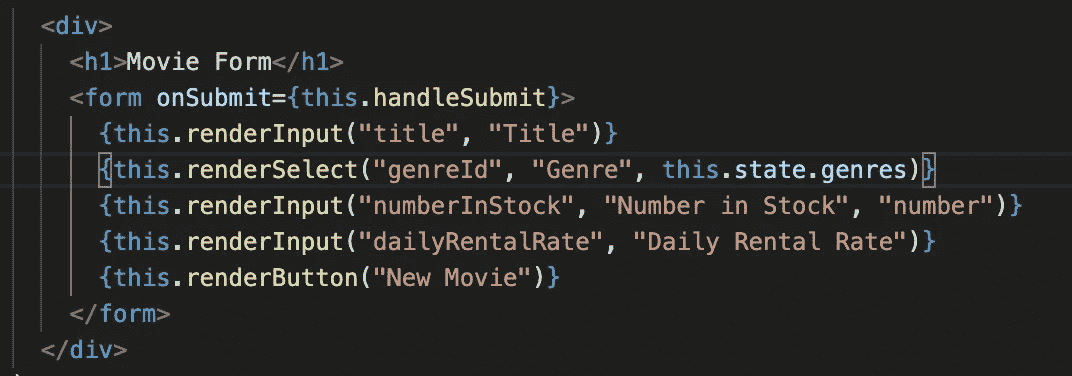 <div>
<h1>Movie Form</h1>
<form onSubmit={this.handleSubmit}>
{this.renderInput("title", "Title")}
{this.renderSelect("genreId", "Genre", this.state.genres)}
{this.renderInput("numberInStock", "Number in Stock", "number")}
{this.renderInput("dailyRentalRate", "Daily Rental Rate")}
{this.renderButton("New Movie")}
</form>
</div>